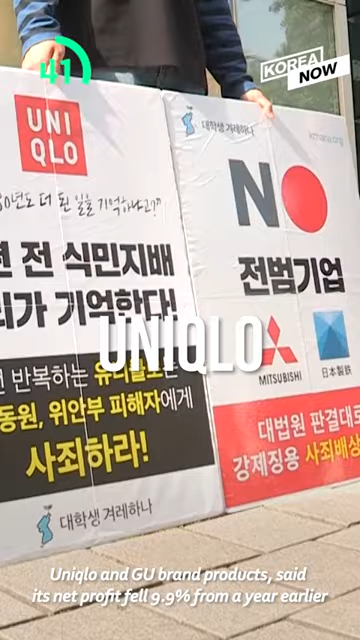 41
KOREA
NOW
UNI
QLO
대학생 겨레하나
년도 더 된 일을 기억하냐고?"
년 전 식민지배
리가 기억한다!
NO
전범기업
UNIQLO
MITSUBISHI
日本製鉄
반복하는
동원, 위안부 피해자에게
사죄하라!
대학생 겨레하나
대법원 판결대로
강제징용 사죄배상
Uniqlo and GU brand products, said
its net profit fell 9.9% from a year earlier